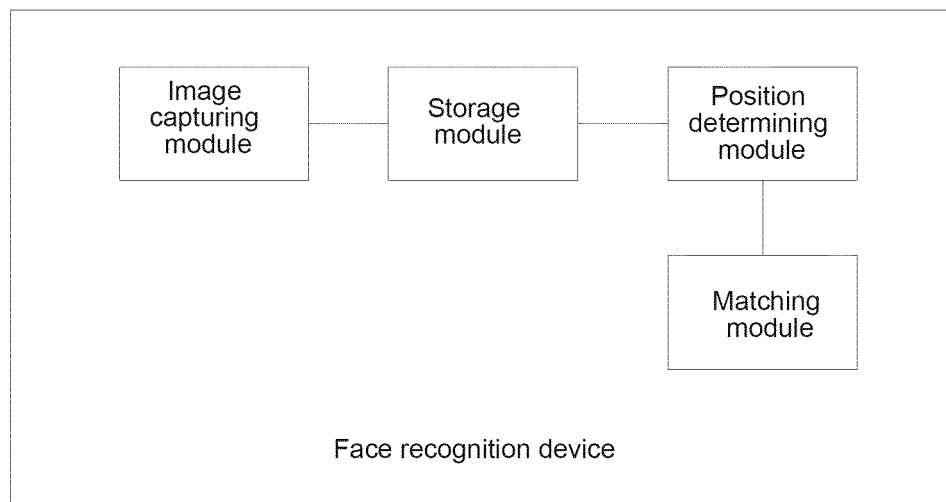 Image
capturing
module
Storage
module
Position
determining
module
Matching
module
Face recognition device